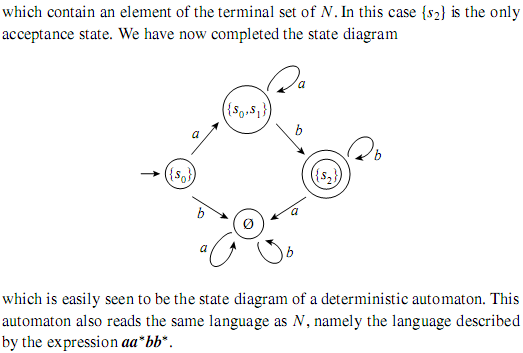 which contain an element of the terminal set of N. In this case {s₂} is the only
acceptance state. We have now completed the state diagram
a
{s₀,s₁}
a
b
b
{s₀}
{s₂}
b
a
∅
a
b
which is easily seen to be the state diagram of a deterministic automaton. This
automaton also reads the same language as N, namely the language described
by the expression aa*bb*.